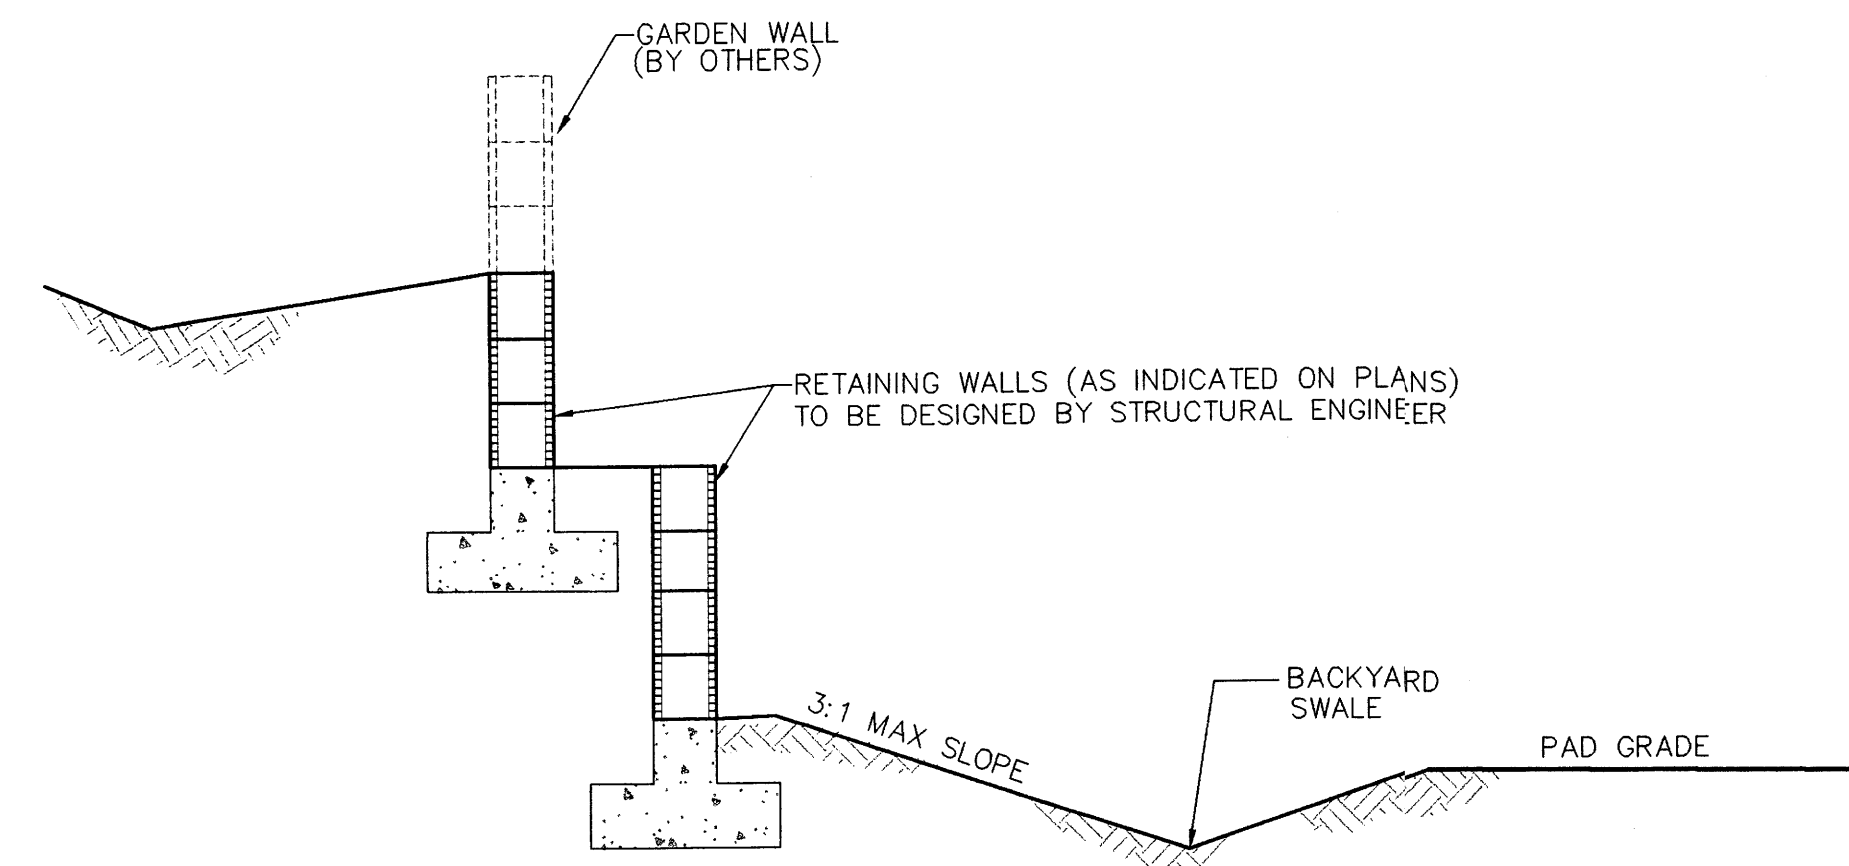 GARDEN WALL
(BY OTHERS)
RETAINING WALLS (AS INDICATED ON PLANS)
TO BE DESIGNED BY STRUCTURAL ENGINEER
3:1 MAX SLOPE
BACKYARD
SWALE
PAD GRADE